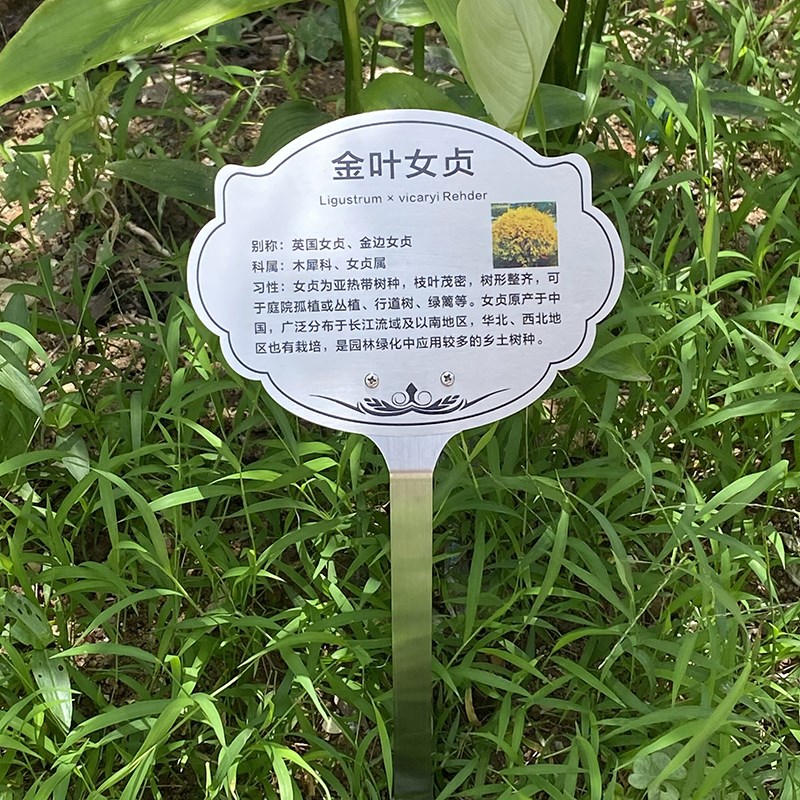 金叶女贞
Ligustrum × vicaryi Rehder
别称：英国女贞、金边女贞
科属：木犀科、女贞属
习性：女贞为亚热带树种，枝叶茂密，树形整齐，可
于庭院孤植或丛植、行道树、绿篱等。女贞原产于中
国，广泛分布于长江流域及以南地区，华北、西北地
区也有栽培，是园林绿化中应用较多的乡土树种。